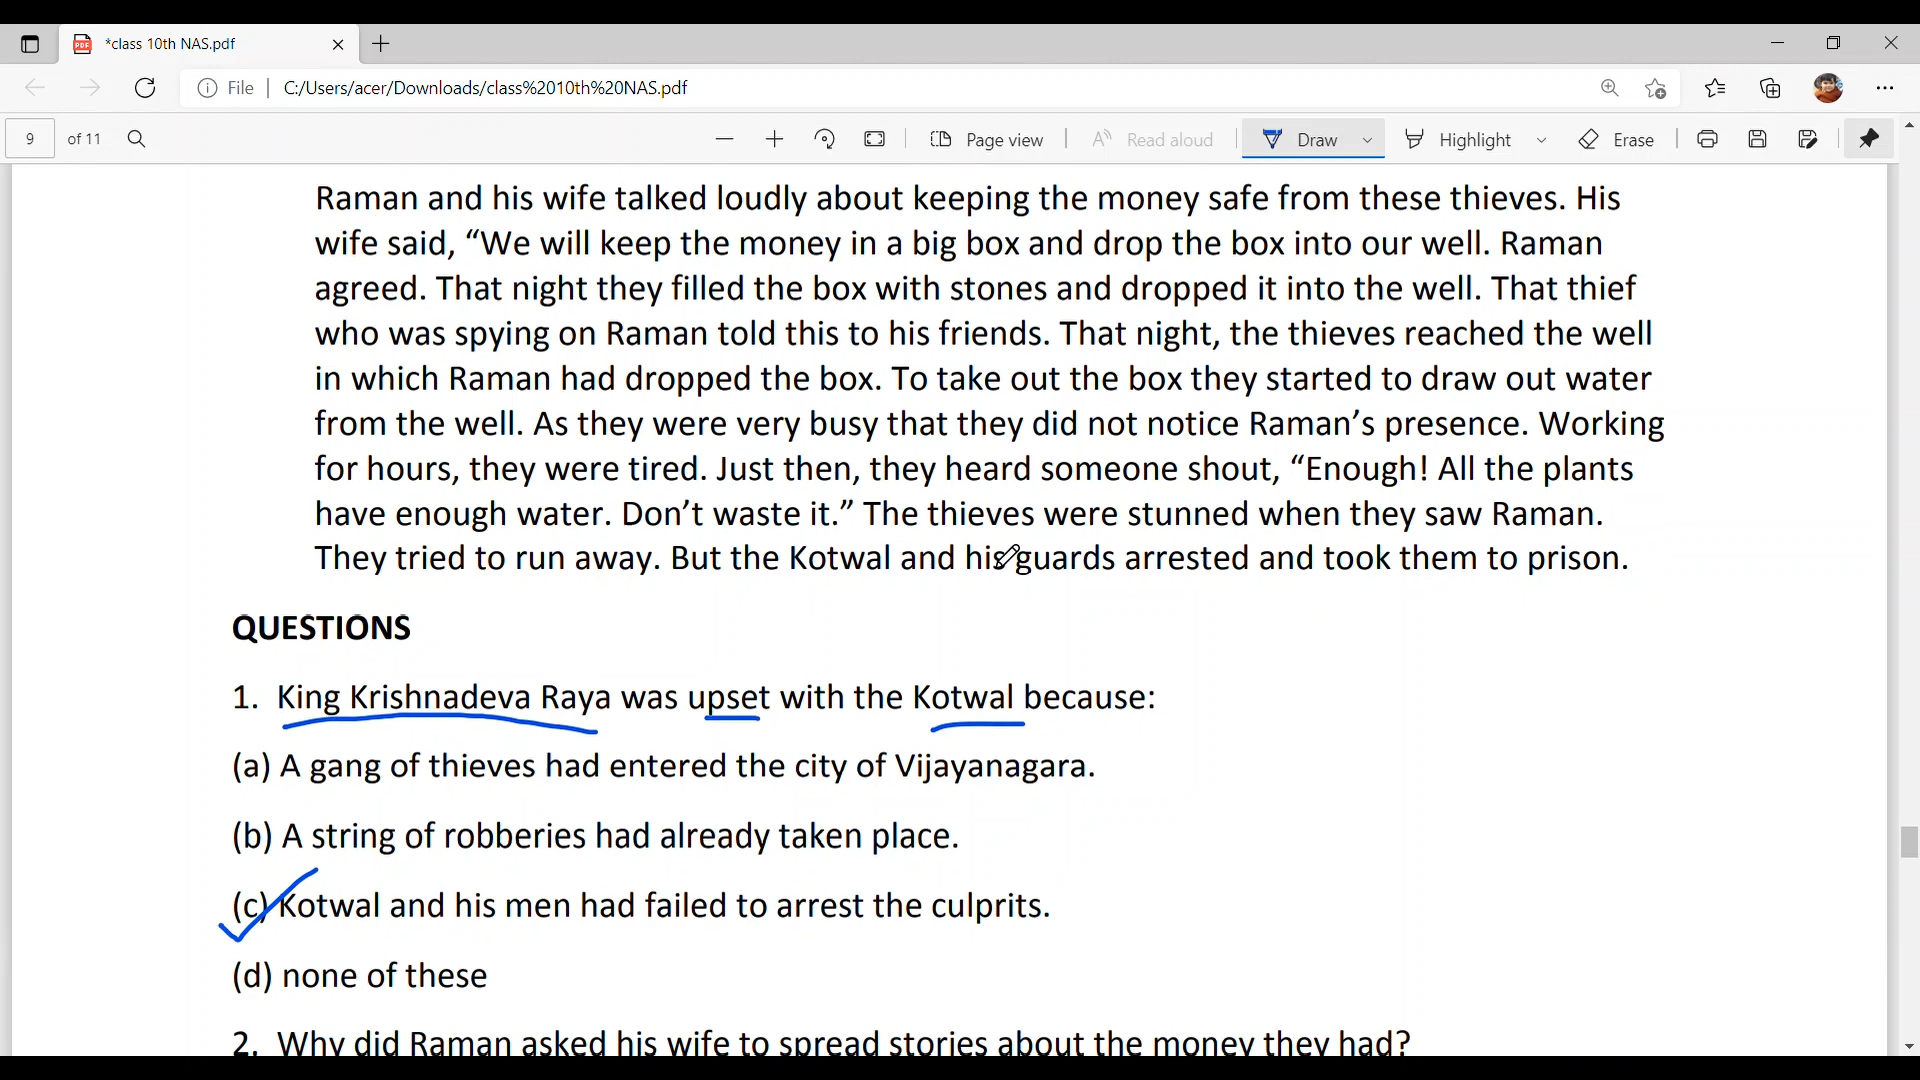 *class 10th NAS.pdf
File | C:/Users/acer/Downloads/class%2010th%20NAS.pdf
9 of 11 Page view Read aloud Draw Highlight Erase
Raman and his wife talked loudly about keeping the money safe from these thieves. His
wife said, “We will keep the money in a big box and drop the box into our well. Raman
agreed. That night they filled the box with stones and dropped it into the well. That thief
who was spying on Raman told this to his friends. That night, the thieves reached the well
in which Raman had dropped the box. To take out the box they started to draw out water
from the well. As they were very busy that they did not notice Raman’s presence. Working
for hours, they were tired. Just then, they heard someone shout, “Enough! All the plants
have enough water. Don’t waste it.” The thieves were stunned when they saw Raman.
They tried to run away. But the Kotwal and his guards arrested and took them to prison.
QUESTIONS
1. King Krishnadeva Raya was upset with the Kotwal because:
(a) A gang of thieves had entered the city of Vijayanagara.
(b) A string of robberies had already taken place.
(c) Kotwal and his men had failed to arrest the culprits.
(d) none of these
2. Why did Raman asked his wife to spread stories about the money they had?